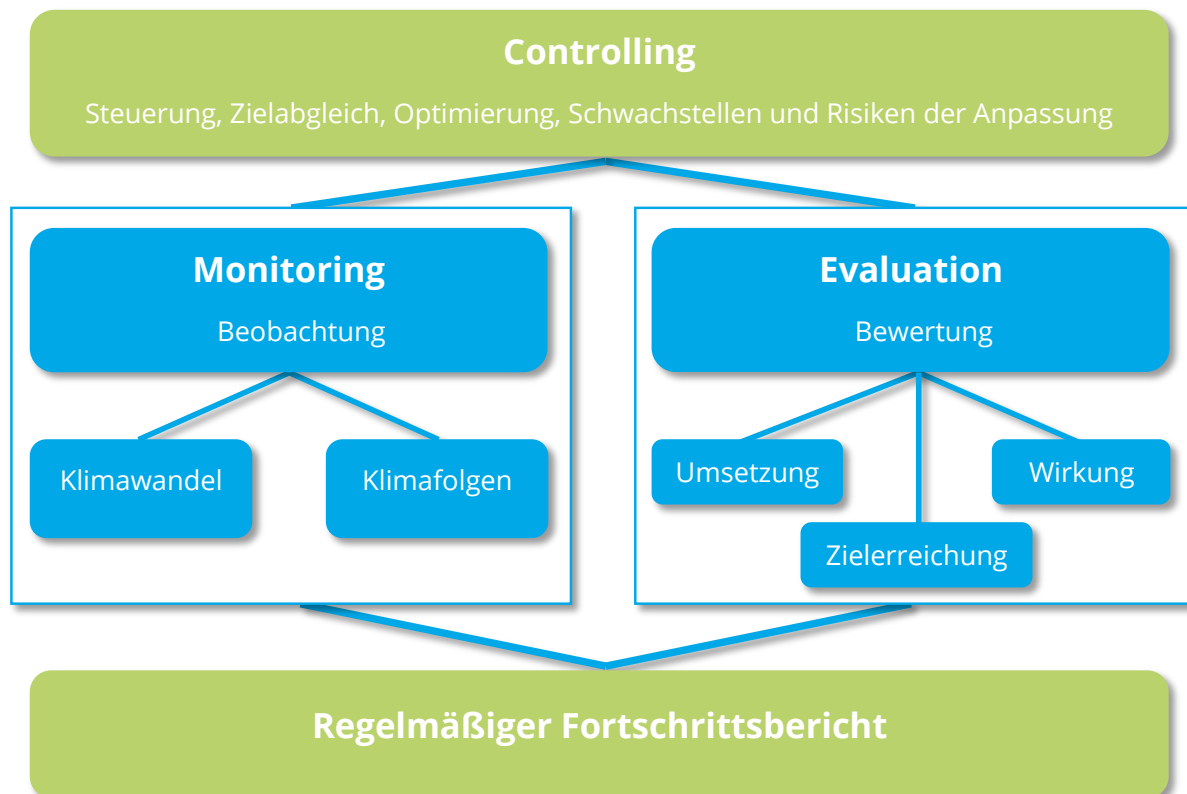 Controlling
Steuerung, Zielabgleich, Optimierung, Schwachstellen und Risiken der Anpassung
Monitoring
Beobachtung
Klimawandel
Klimafolgen
Evaluation
Bewertung
Umsetzung
Wirkung
Zielerreichung
Regelmäßiger Fortschrittsbericht